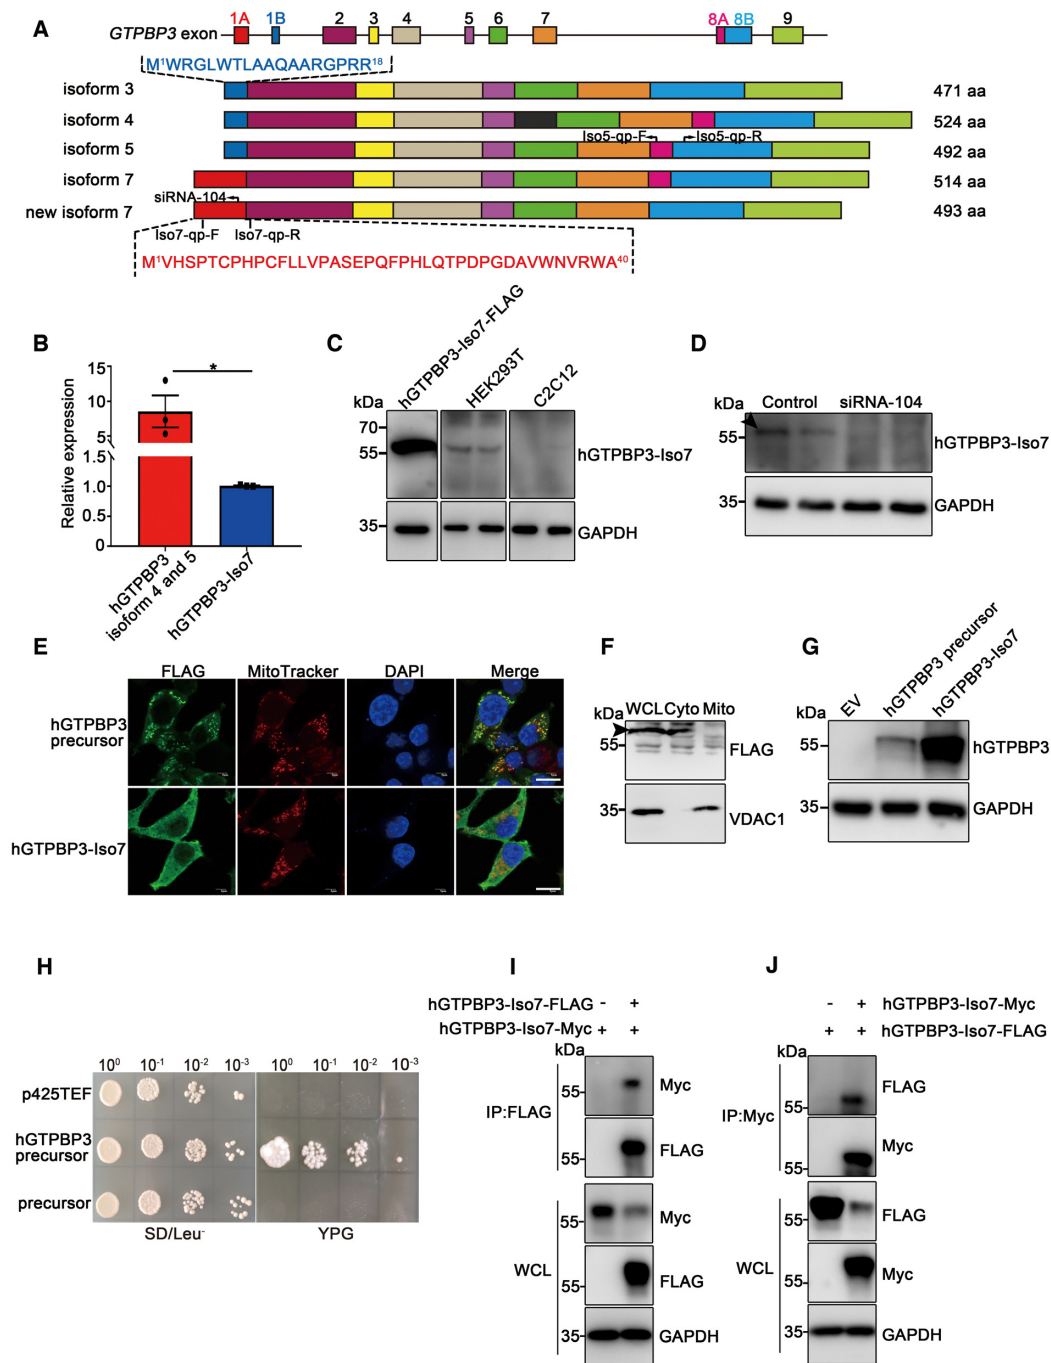 A
GTPBP3 exon
1A 1B 2 3 4 5 6 7 8A 8B 9
M¹WRGLWTLAAQAARGPRR¹⁸
isoform 3 471 aa
isoform 4 524 aa
Iso5-qp-F Iso5-qp-R
isoform 5 492 aa
isoform 7 514 aa
siRNA-104
new isoform 7 493 aa
Iso7-qp-F Iso7-qp-R
M¹VHSPTCPHPCFLLVPASEPQFPHLQTPDPGDAVWNVRWA⁴⁰
B
Relative expression
15
10
5
1.5
1.0
0.5
0
*
hGTPBP3 isoform 4 and 5
hGTPBP3-Iso7
C
hGTPBP3-Iso7-FLAG
HEK293T
C2C12
kDa
70
55
hGTPBP3-Iso7
35
GAPDH
D
kDa
Control siRNA-104
55
hGTPBP3-Iso7
35
GAPDH
E
FLAG MitoTracker DAPI Merge
hGTPBP3
precursor
hGTPBP3-Iso7
F
kDa WCL Cyto Mito
55
FLAG
35
VDAC1
G
EV
hGTPBP3 precursor
hGTPBP3-Iso7
kDa
55
hGTPBP3
35
GAPDH
H
10⁰ 10⁻¹ 10⁻² 10⁻³ 10⁰ 10⁻¹ 10⁻² 10⁻³
p425TEF
hGTPBP3
precursor
precursor
SD/Leu⁻ YPG
I
hGTPBP3-Iso7-FLAG - +
hGTPBP3-Iso7-Myc + +
kDa
IP:FLAG
55 Myc
55 FLAG
WCL
55 Myc
55 FLAG
35 GAPDH
J
- + hGTPBP3-Iso7-Myc
+ + hGTPBP3-Iso7-FLAG
kDa
IP:Myc
55 FLAG
55 Myc
WCL
55 FLAG
55 Myc
35 GAPDH